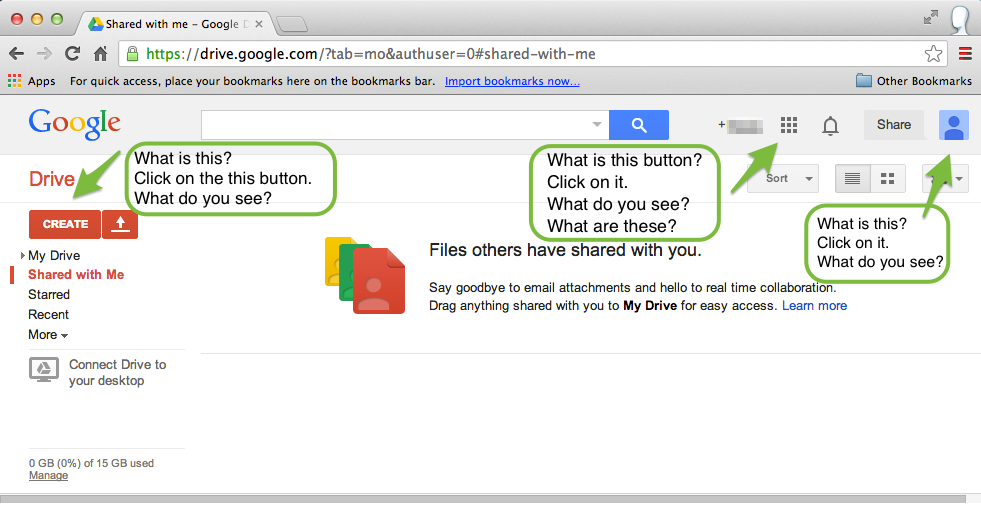 Shared with me – Google D
https://drive.google.com/?tab=mo&authuser=0#shared-with-me
Apps For quick access, place your bookmarks here on the bookmarks bar. Import bookmarks now... Other Bookmarks
Google + Share
What is this?
Click on the this button.
What do you see?
What is this button?
Click on it.
What do you see?
What are these?
Drive
Sort
What is this?
Click on it.
What do you see?
CREATE
My Drive
Shared with Me
Starred
Recent
More
Connect Drive to
your desktop
Files others have shared with you.
Say goodbye to email attachments and hello to real time collaboration.
Drag anything shared with you to My Drive for easy access. Learn more
0 GB (0%) of 15 GB used
Manage